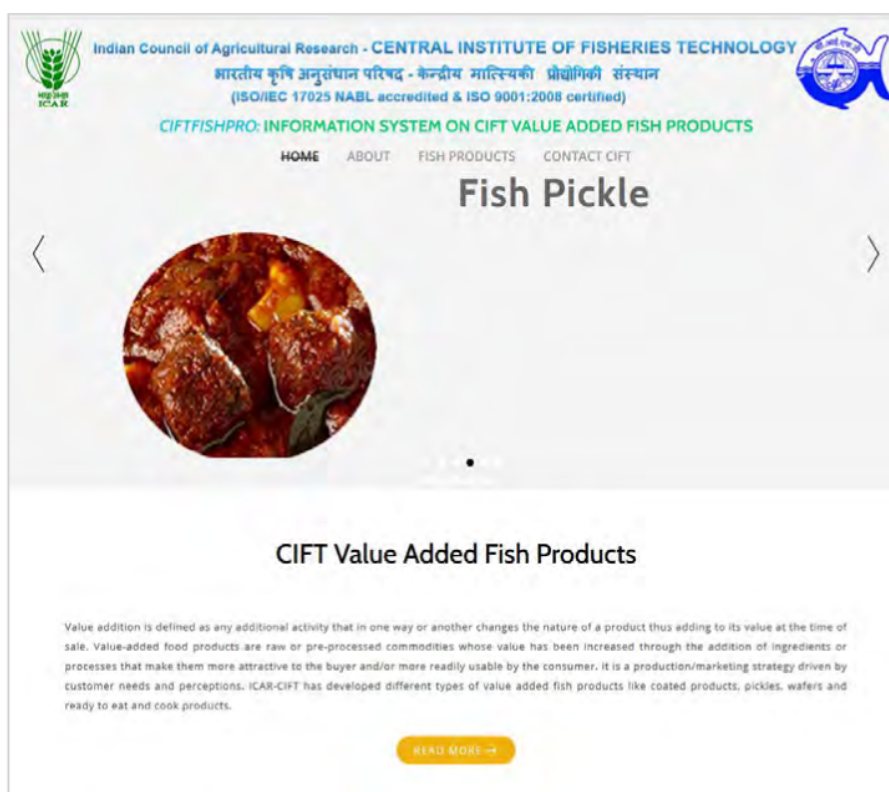 Indian Council of Agricultural Research - CENTRAL INSTITUTE OF FISHERIES TECHNOLOGY
भारतीय कृषि अनुसंधान परिषद - केन्द्रीय मात्स्यिकी प्रौद्योगिकी संस्थान
(ISO/IEC 17025 NABL accredited & ISO 9001:2008 certified)
ICAR
CIFTFISHPRO: INFORMATION SYSTEM ON CIFT VALUE ADDED FISH PRODUCTS
HOME ABOUT FISH PRODUCTS CONTACT CIFT
Fish Pickle
CIFT Value Added Fish Products
Value addition is defined as any additional activity that in one way or another changes the nature of a product thus adding to its value at the time of
sale. Value-added food products are raw or pre-processed commodities whose value has been increased through the addition of ingredients or
processes that make them more attractive to the buyer and/or more readily usable by the consumer. It is a production/marketing strategy driven by
customer needs and perceptions. ICAR-CIFT has developed different types of value added fish products like coated products, pickles, wafers and
ready to eat and cook products.
READ MORE →